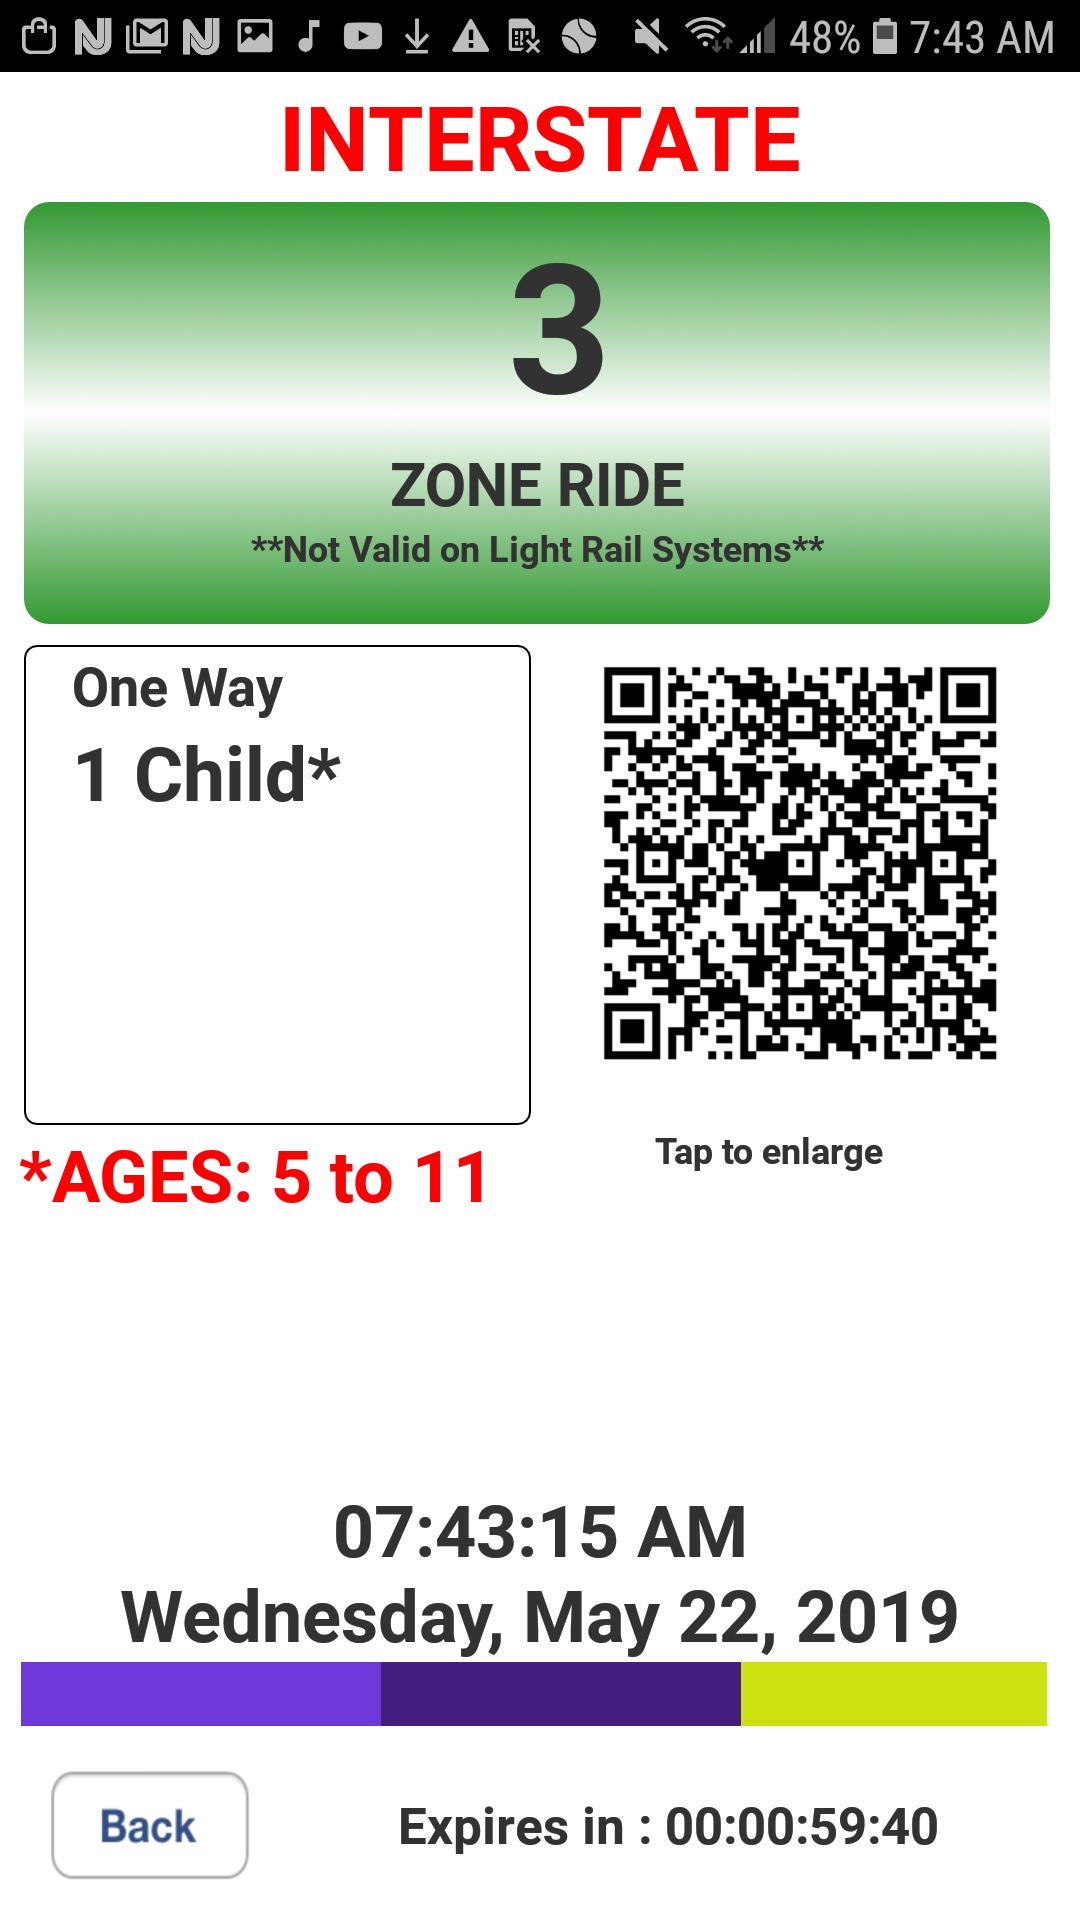 48% 7:43 AM
INTERSTATE
3
ZONE RIDE
**Not Valid on Light Rail Systems**
One Way
1 Child*
Tap to enlarge
*AGES: 5 to 11
07:43:15 AM
Wednesday, May 22, 2019
Back
Expires in : 00:00:59:40